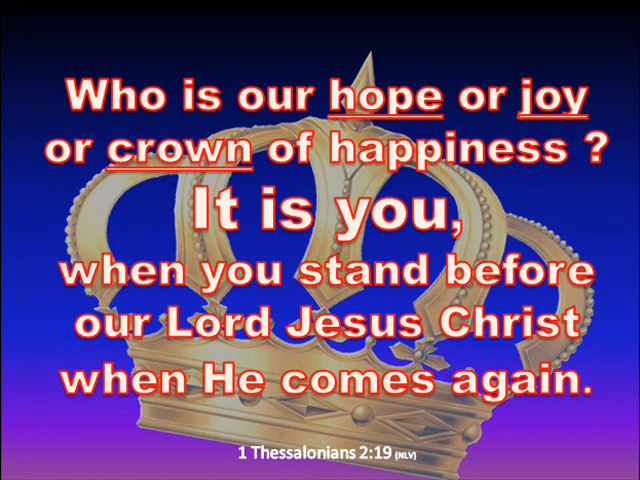 Who is our hope or joy
or crown of happiness ?
It is you,
when you stand before
our Lord Jesus Christ
when He comes again.
1 Thessalonians 2:19 (NLV)